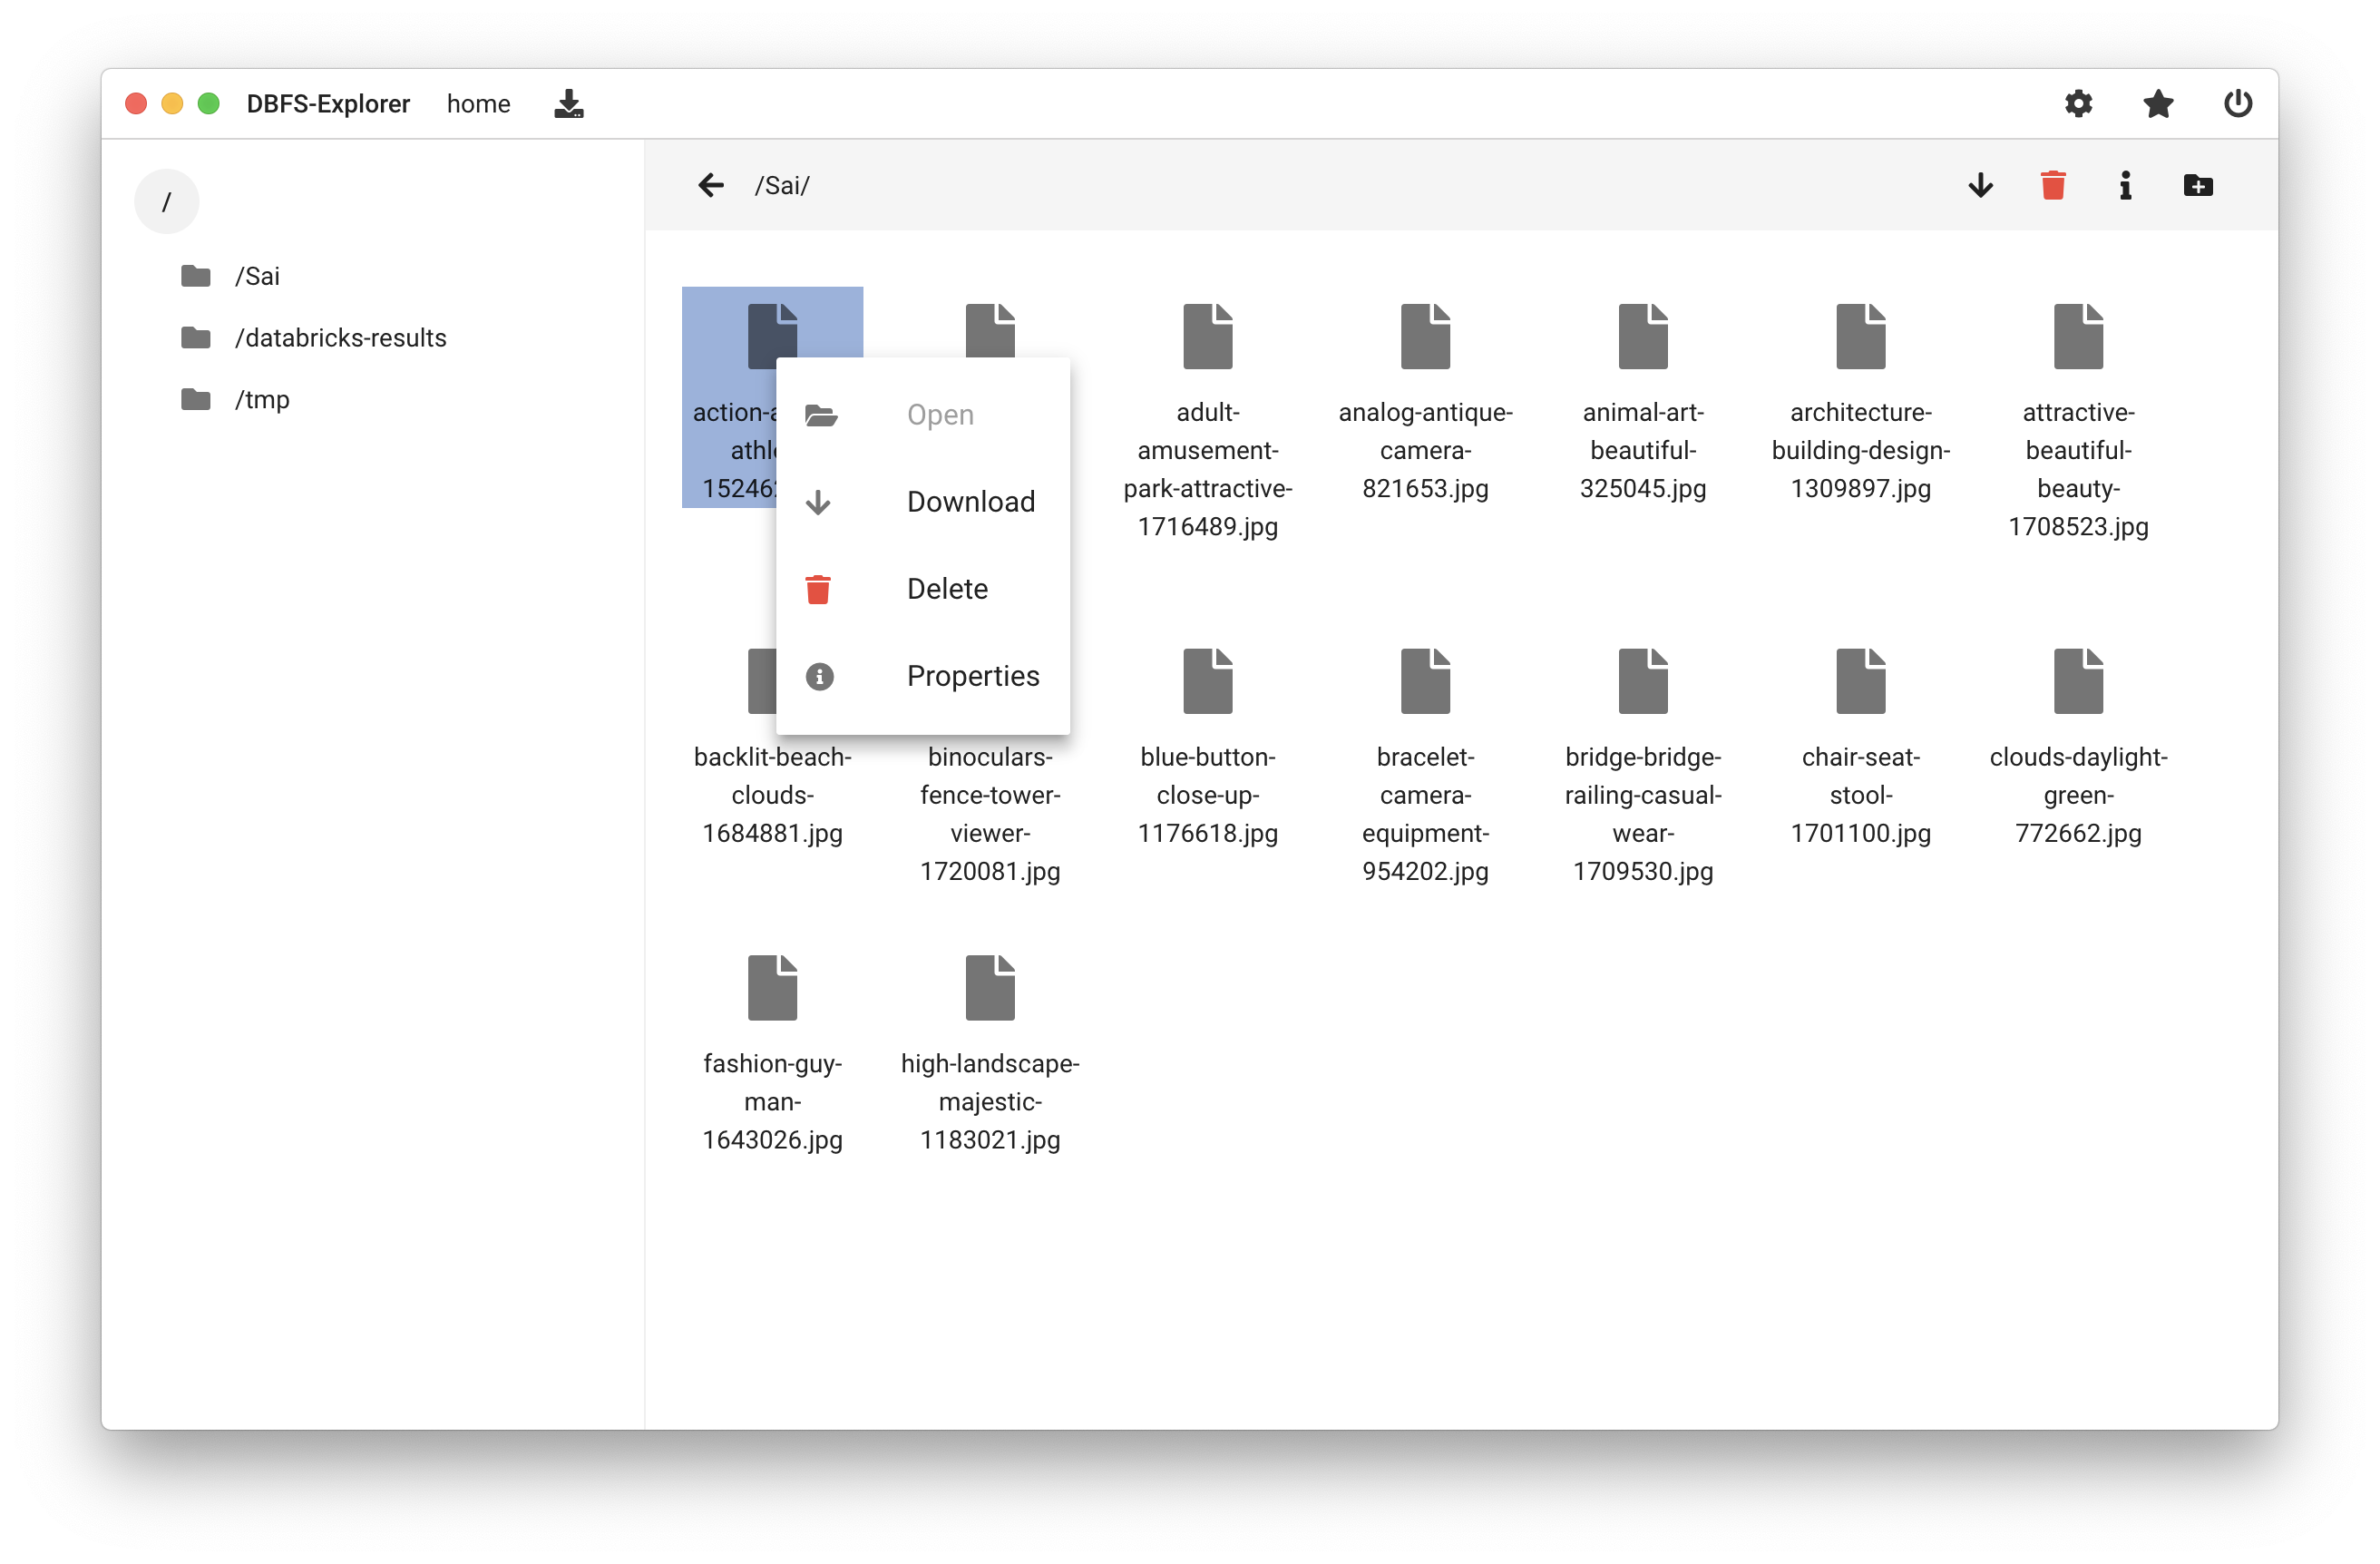 DBFS-Explorer home
/
/Sai
/databricks-results
/tmp
/Sai/
Open
Download
Delete
Properties
adult-
amusement-
park-attractive-
1716489.jpg
analog-antique-
camera-
821653.jpg
animal-art-
beautiful-
325045.jpg
architecture-
building-design-
1309897.jpg
attractive-
beautiful-
beauty-
1708523.jpg
backlit-beach-
clouds-
1684881.jpg
binoculars-
fence-tower-
viewer-
1720081.jpg
blue-button-
close-up-
1176618.jpg
bracelet-
camera-
equipment-
954202.jpg
bridge-bridge-
railing-casual-
wear-
1709530.jpg
chair-seat-
stool-
1701100.jpg
clouds-daylight-
green-
772662.jpg
fashion-guy-
man-
1643026.jpg
high-landscape-
majestic-
1183021.jpg